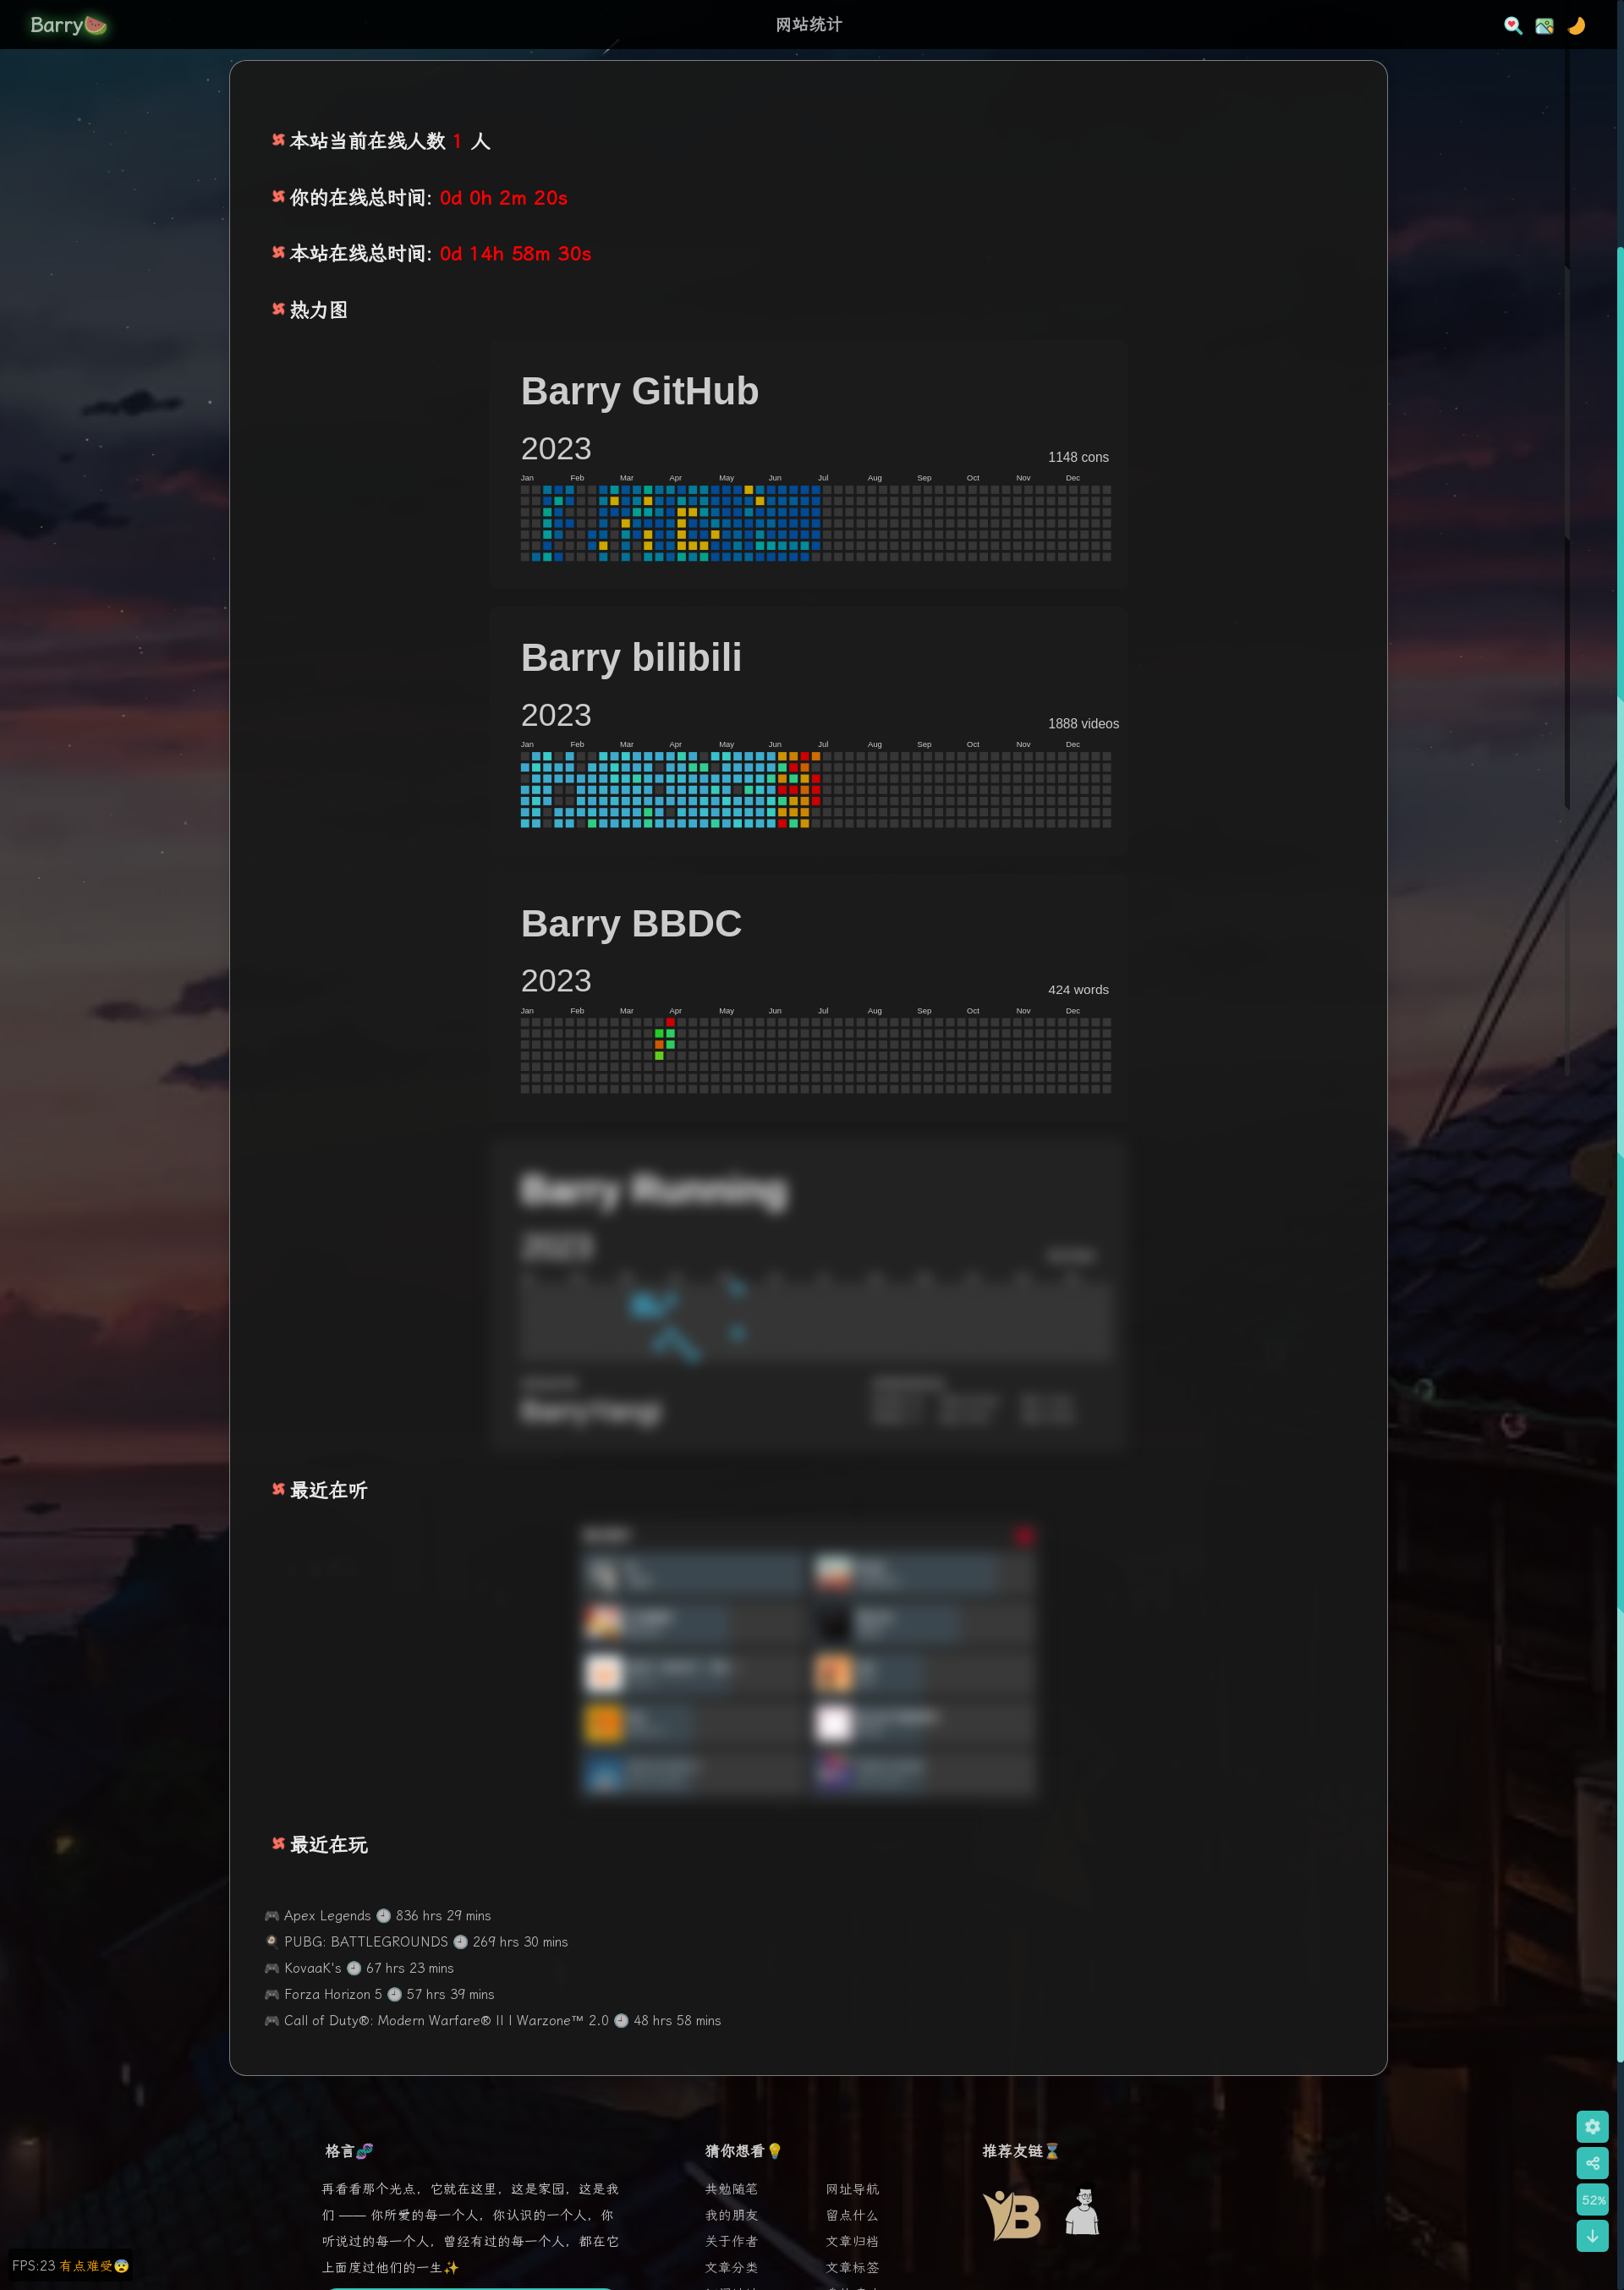 Barry🍉
网站统计
本站当前在线人数 1 人
你的在线总时间: 0d 0h 2m 20s
本站在线总时间: 0d 14h 58m 30s
热力图
Barry GitHub
2023
1148 cons
Jan Feb Mar Apr May Jun Jul Aug Sep Oct Nov Dec
Barry bilibili
2023
1888 videos
Jan Feb Mar Apr May Jun Jul Aug Sep Oct Nov Dec
Barry BBDC
2023
424 words
Jan Feb Mar Apr May Jun Jul Aug Sep Oct Nov Dec
Barry Running
2023
最近在听
最近在玩
🎮 Apex Legends 🕘 836 hrs 29 mins
🍳 PUBG: BATTLEGROUNDS 🕘 269 hrs 30 mins
🎮 KovaaK's 🕘 67 hrs 23 mins
🎮 Forza Horizon 5 🕘 57 hrs 39 mins
🎮 Call of Duty®: Modern Warfare® II | Warzone™ 2.0 🕘 48 hrs 58 mins
格言🧬
再看看那个光点，它就在这里，这是家园，这是我
们 —— 你所爱的每一个人，你认识的一个人，你
听说过的每一个人，曾经有过的每一个人，都在它
上面度过他们的一生✨
猜你想看💡
共勉随笔 网址导航
我的朋友 留点什么
关于作者 文章归档
文章分类 文章标签
推荐友链⌛
B
52%
FPS:23 有点难受😨